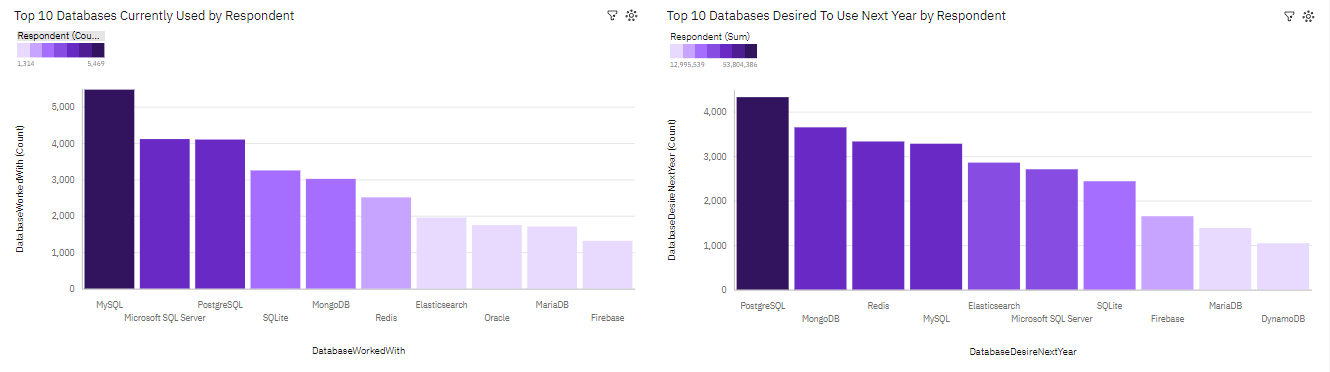 Top 10 Databases Currently Used by Respondent
Respondent (Cou...
1,314 5,469
DatabaseWorkedWith (Count)
5,000
4,000
3,000
2,000
1,000
0
MySQL
Microsoft SQL Server
PostgreSQL
SQLite
MongoDB
Redis
Elasticsearch
Oracle
MariaDB
Firebase
DatabaseWorkedWith
Top 10 Databases Desired To Use Next Year by Respondent
Respondent (Sum)
12,995,539 53,804,386
DatabaseDesireNextYear (Count)
4,000
3,000
2,000
1,000
0
PostgreSQL
MongoDB
Redis
MySQL
Elasticsearch
Microsoft SQL Server
SQLite
Firebase
MariaDB
DynamoDB
DatabaseDesireNextYear